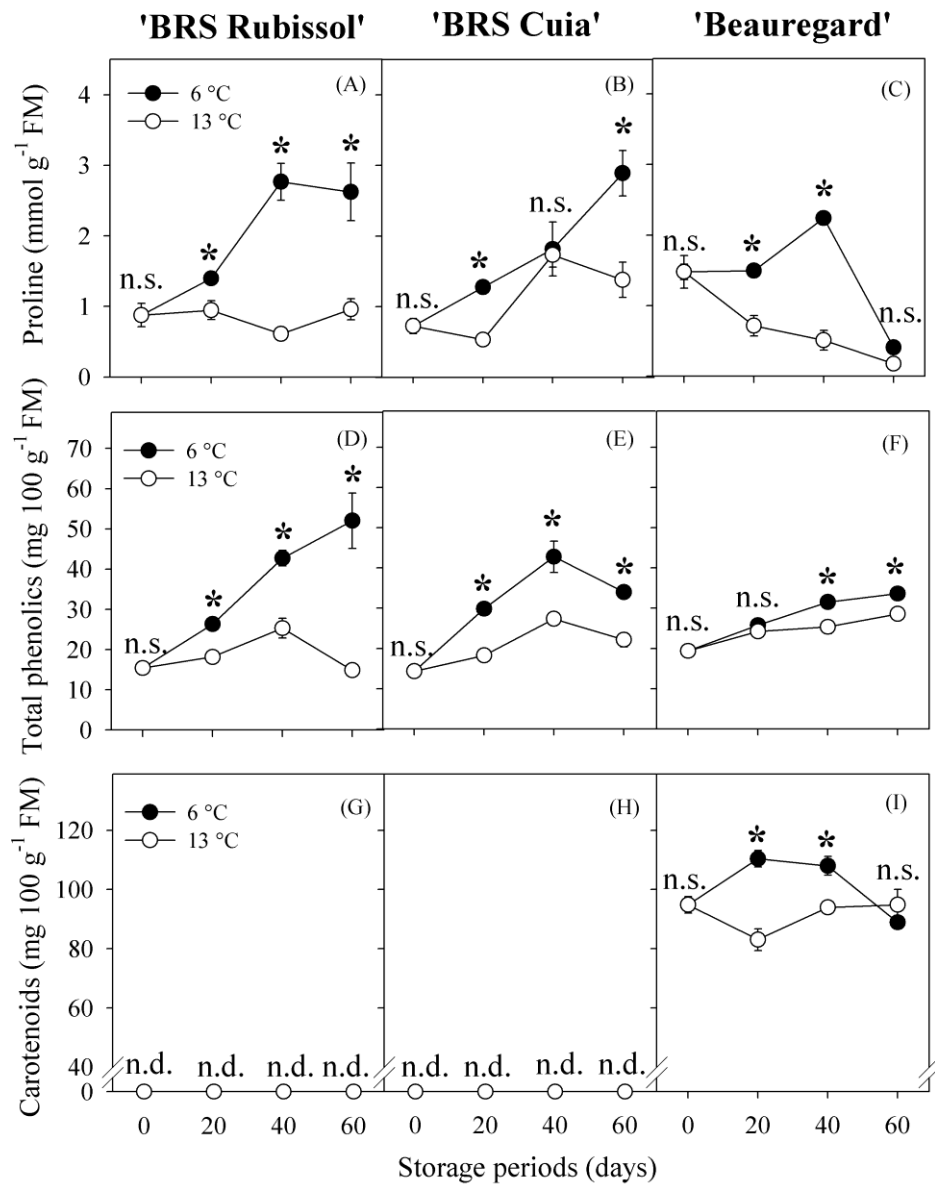 'BRS Rubissol' 'BRS Cuia' 'Beauregard'
Proline (mmol g⁻¹ FM)
4
3
2
1
0
6 °C
13 °C
(A)
n.s.
*
*
*
(B)
n.s.
*
n.s.
*
(C)
n.s.
*
*
n.s.
Total phenolics (mg 100 g⁻¹ FM)
70
60
50
40
30
20
10
0
6 °C
13 °C
(D)
n.s.
*
*
*
(E)
n.s.
*
*
*
(F)
n.s.
n.s.
*
*
Carotenoids (mg 100 g⁻¹ FM)
120
100
80
60
40
0
6 °C
13 °C
(G)
n.d. n.d. n.d. n.d.
(H)
n.d. n.d. n.d. n.d.
(I)
n.s.
*
*
n.s.
0 20 40 60 0 20 40 60 0 20 40 60
Storage periods (days)